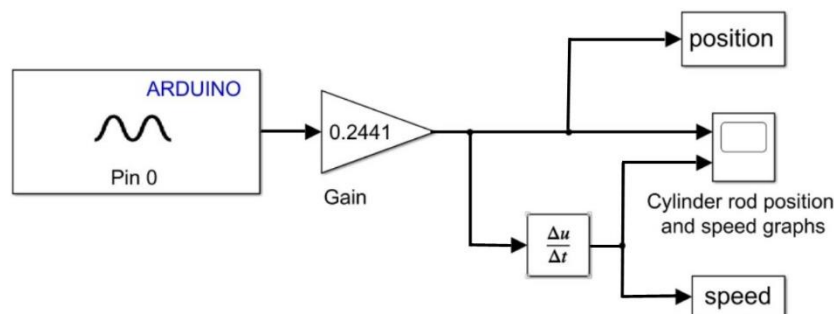 position
ARDUINO
Pin 0
0.2441
Gain
Cylinder rod position
and speed graphs
Δu
Δt
speed